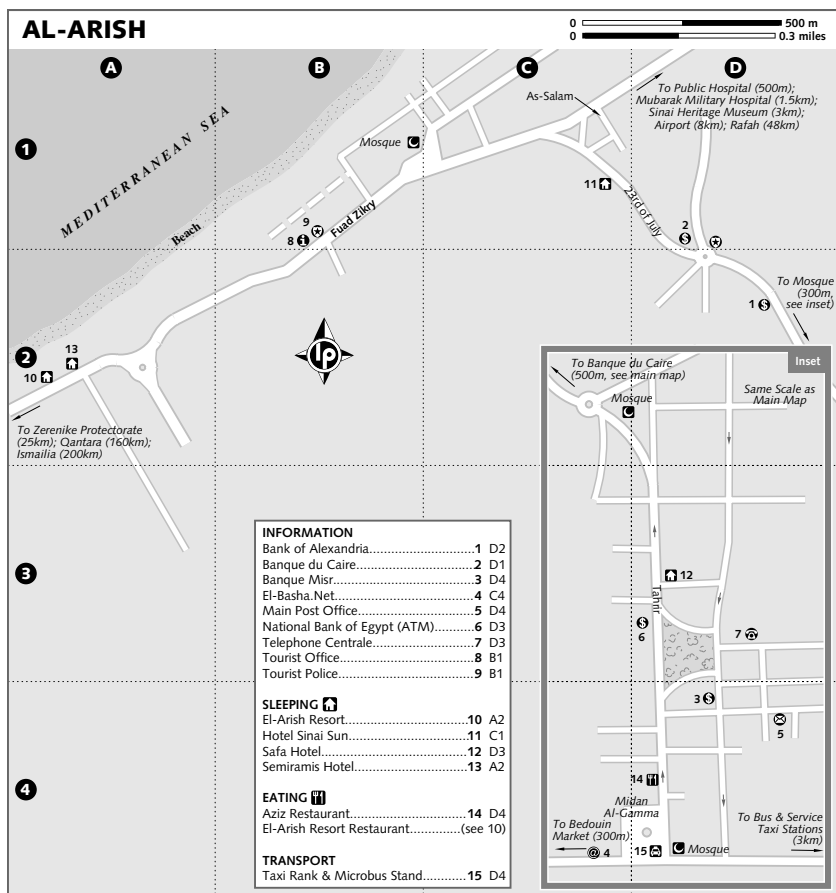 AL-ARISH
0 500 m
0 0.3 miles
A
B
C
D
1
2
3
4
MEDITERRANEAN SEA
Beach
Mosque
As-Salam
To Public Hospital (500m);
Mubarak Military Hospital (1.5km);
Sinai Heritage Museum (3km);
Airport (8km); Rafah (48km)
11
23rd of July
2
9
8
Fuad Zikry
To Mosque
(300m,
see inset)
1
13
10
lp
To Zerenike Protectorate
(25km); Qantara (160km);
Ismailia (200km)
Inset
To Banque du Caire
(500m, see main map)
Same Scale as
Main Map
Mosque
12
Tahrir
6
7
3
5
14
Midan
Al-Gamma
To Bedouin
Market (300m)
@ 4
15
Mosque
To Bus & Service
Taxi Stations
(3km)
INFORMATION
Bank of Alexandria..............................1 D2
Banque du Caire.................................2 D1
Banque Misr.......................................3 D4
El-Basha.Net......................................4 C4
Main Post Office.................................5 D4
National Bank of Egypt (ATM)..............6 D3
Telephone Centrale.............................7 D3
Tourist Office.....................................8 B1
Tourist Police.....................................9 B1
SLEEPING
El-Arish Resort..................................10 A2
Hotel Sinai Sun.................................11 C1
Safa Hotel........................................12 D3
Semiramis Hotel................................13 A2
EATING
Aziz Restaurant.................................14 D4
El-Arish Resort Restaurant.............(see 10)
TRANSPORT
Taxi Rank & Microbus Stand............15 D4